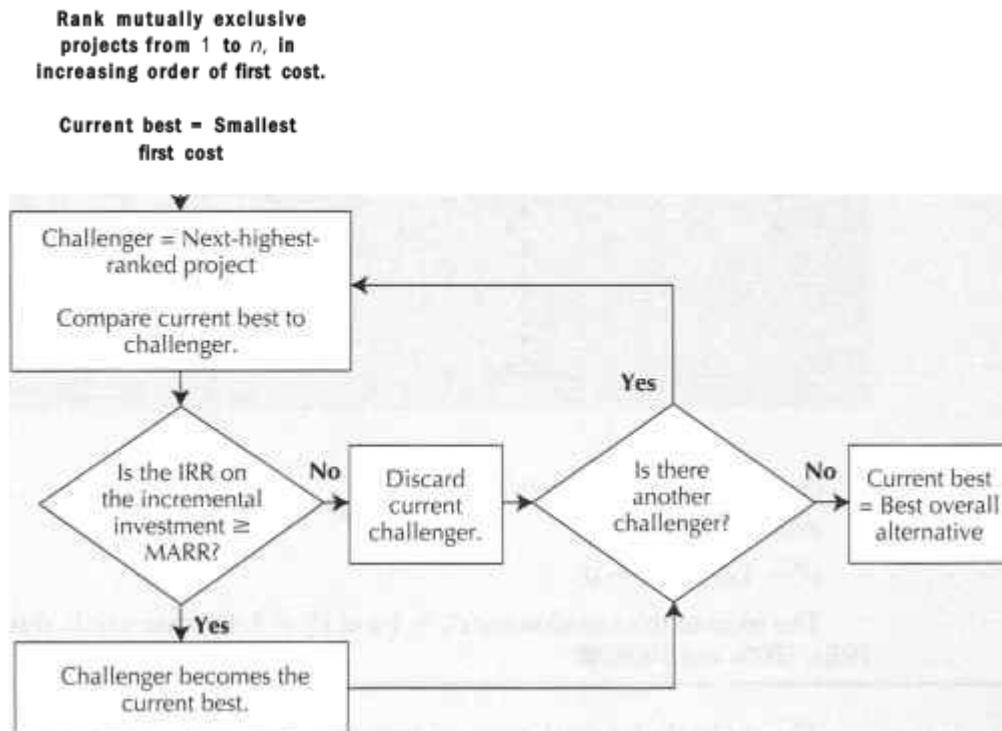 Rank mutually exclusive
projects from 1 to n, in
increasing order of first cost.
Current best = Smallest
first cost
Challenger = Next-highest-
ranked project
Compare current best to
challenger.
Is the IRR on
the incremental
investment ≥
MARR?
No
Discard
current
challenger.
Yes
Is there
another
challenger?
No
Current best
= Best overall
alternative
Yes
Challenger becomes the
current best.